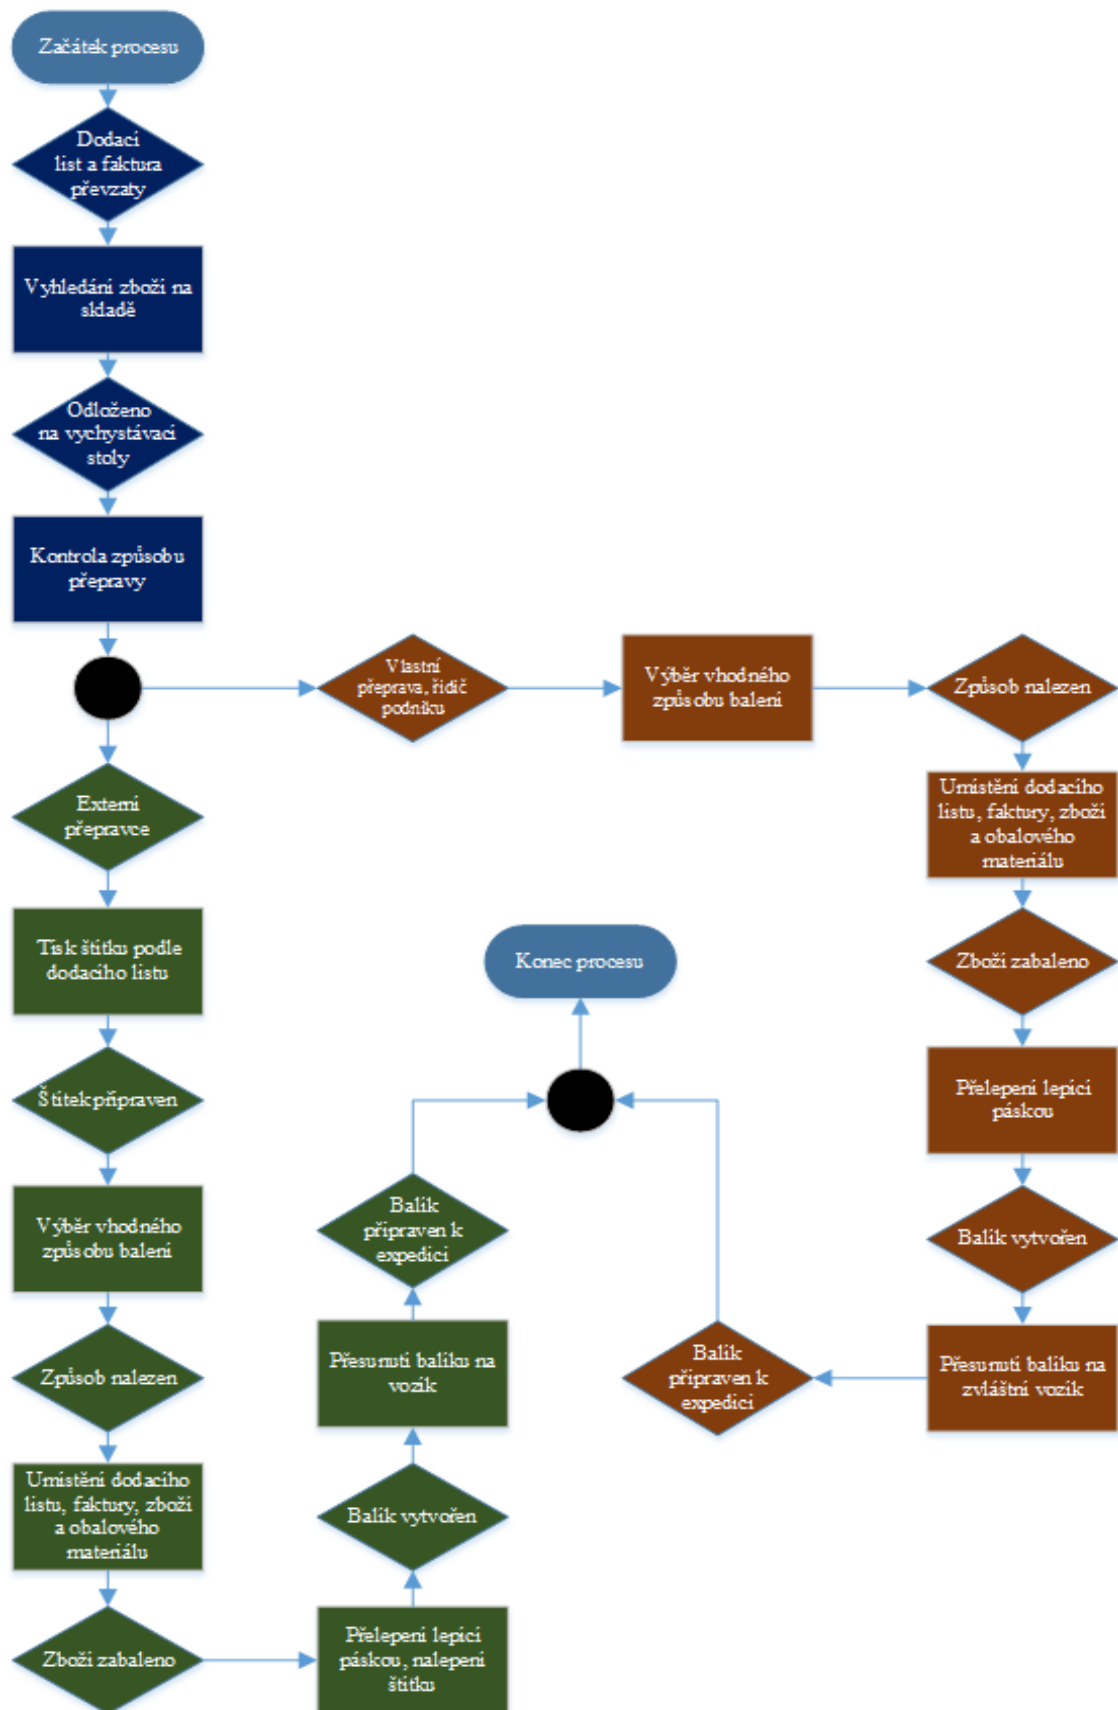 Začátek procesu
Dodací
list a faktura
převzaty
Vyhledání zboží na
skladě
Odloženo
na vychystávací
stoly
Kontrola způsobu
přepravy
Vlastní
přeprava, řidič
podniku
Výběr vhodného
způsobu balení
Způsob nalezen
Umístění dodacího
listu, faktury, zboží
a obalového
materiálu
Zboží zabaleno
Přelepení lepící
páskou
Balík vytvořen
Přesunutí balíku na
zvláštní vozík
Balík
připraven k
expedici
Externí
přepravce
Tisk štítku podle
dodacího listu
Štítek připraven
Výběr vhodného
způsobu balení
Způsob nalezen
Umístění dodacího
listu, faktury, zboží
a obalového
materiálu
Zboží zabaleno
Přelepení lepící
páskou, nalepení
štítku
Balík vytvořen
Přesunutí balíku na
vozík
Balík
připraven k
expedici
Konec procesu